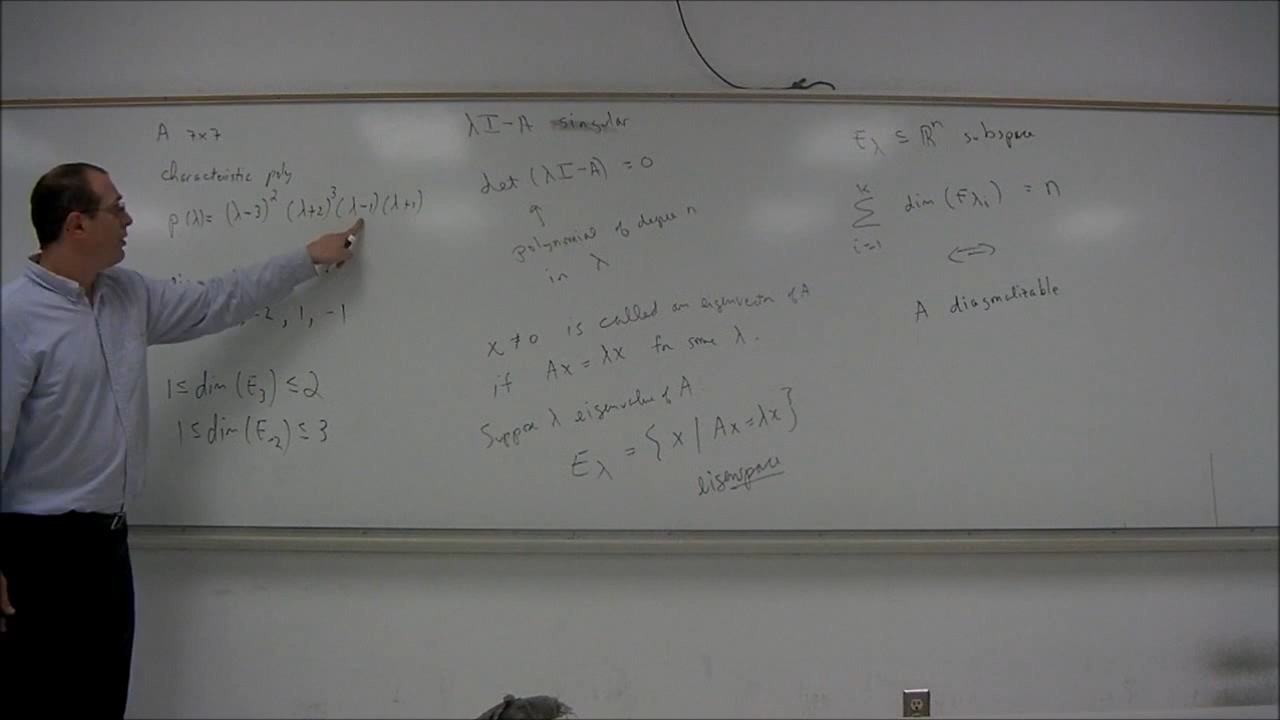 A 7x7
characteristic poly
p(λ)= (λ-3)² (λ+2)³ (λ-1)(λ+1)
-2, 1, -1
1 ≤ dim(E₃) ≤ 2
1 ≤ dim(E₋₂) ≤ 3
λI-A singular
det (λI-A) = 0
polynomial of degree n
in λ
x ≠ 0 is called an eigenvector of A
if Ax = λx for some λ.
Suppose λ eigenvalue of A
E_λ = {x | Ax=λx}
eigenspace
E_λ ⊆ ℝⁿ subspace
k
∑ dim (E_λᵢ) = n
i=1
⟺
A diagonalizable